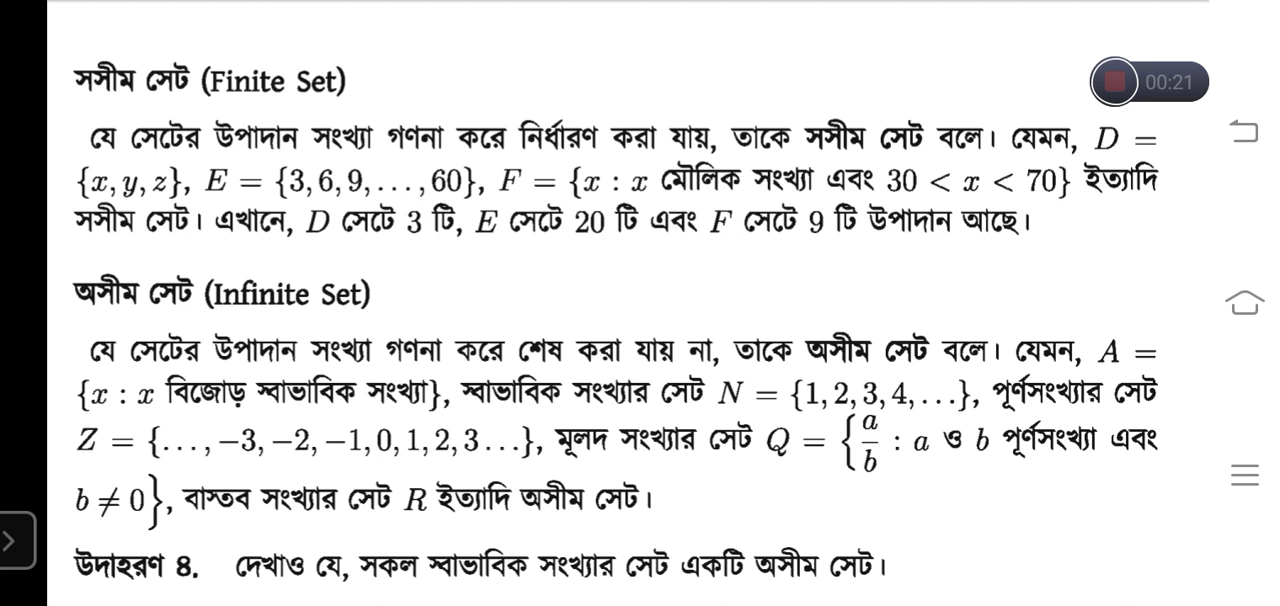 সসীম সেট (Finite Set)
00:21
যে সেটের উপাদান সংখ্যা গণনা করে নির্ধারণ করা যায়, তাকে সসীম সেট বলে। যেমন, D =
{x, y, z}, E = {3, 6, 9, . . . , 60}, F = {x : x মৌলিক সংখ্যা এবং 30 < x < 70} ইত্যাদি
সসীম সেট। এখানে, D সেটে 3 টি, E সেটে 20 টি এবং F সেটে 9 টি উপাদান আছে।
অসীম সেট (Infinite Set)
যে সেটের উপাদান সংখ্যা গণনা করে শেষ করা যায় না, তাকে অসীম সেট বলে। যেমন, A =
{x : x বিজোড় স্বাভাবিক সংখ্যা}, স্বাভাবিক সংখ্যার সেট N = {1, 2, 3, 4, . . .}, পূর্ণসংখ্যার সেট
Z = {. . . , −3, −2, −1, 0, 1, 2, 3 . . .}, মূলদ সংখ্যার সেট Q = {a/b : a ও b পূর্ণসংখ্যা এবং
b ≠ 0}, বাস্তব সংখ্যার সেট R ইত্যাদি অসীম সেট।
উদাহরণ ৪. দেখাও যে, সকল স্বাভাবিক সংখ্যার সেট একটি অসীম সেট।